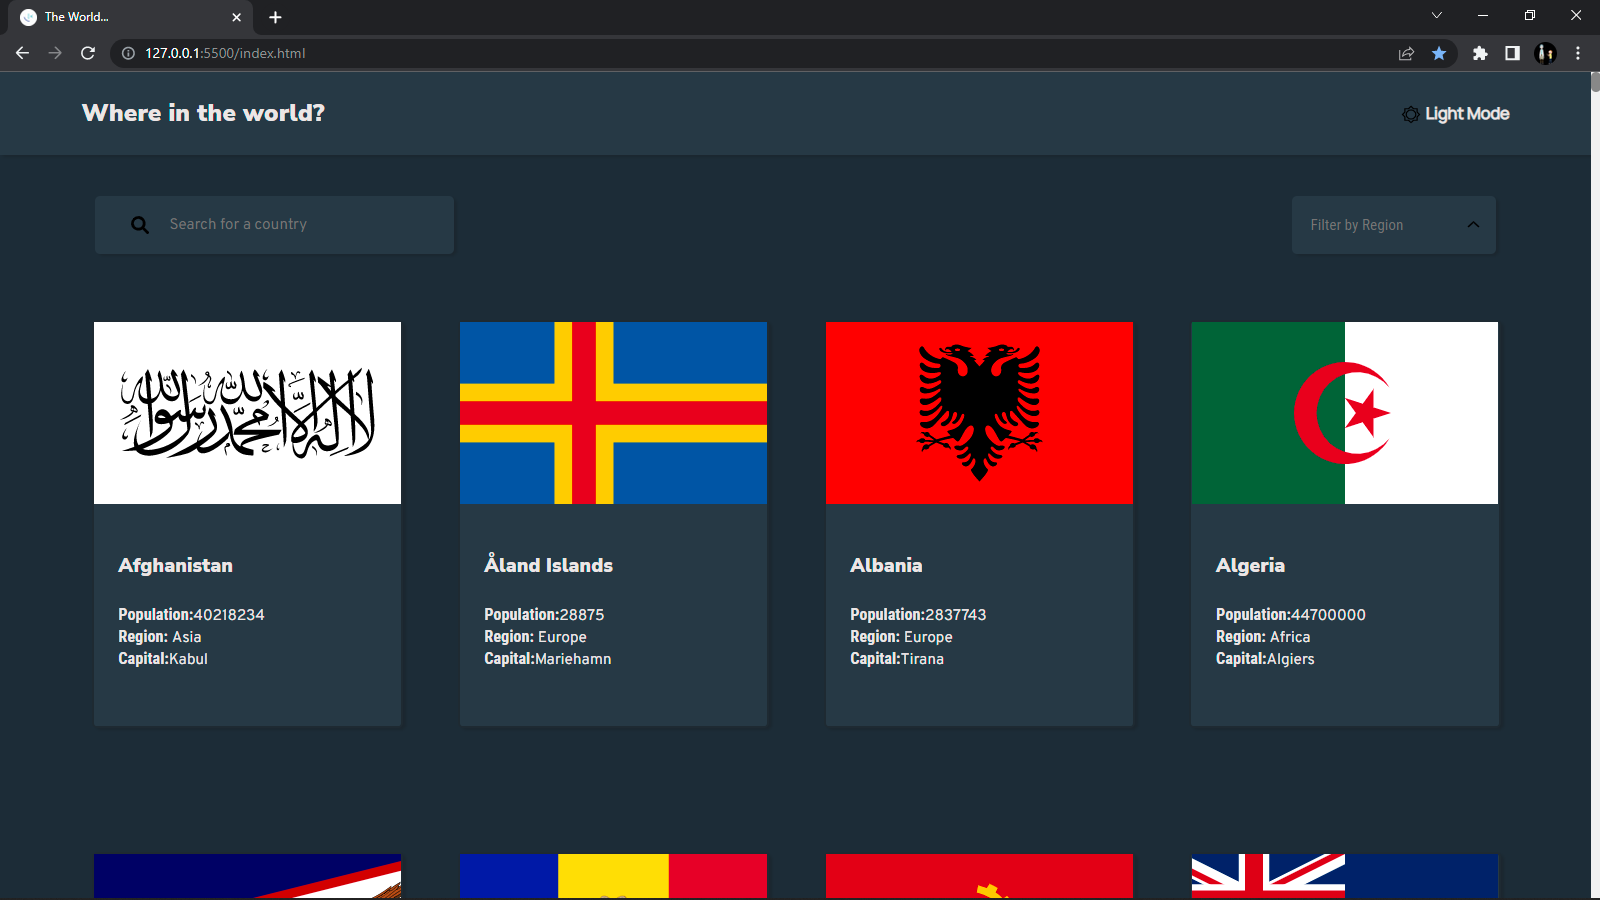 The World...
127.0.0.1:5500/index.html
Where in the world?
Light Mode
Search for a country
Filter by Region
لا إله إلا الله محمد رسول الله
Afghanistan
Population:40218234
Region: Asia
Capital:Kabul
Åland Islands
Population:28875
Region: Europe
Capital:Mariehamn
Albania
Population:2837743
Region: Europe
Capital:Tirana
Algeria
Population:44700000
Region: Africa
Capital:Algiers